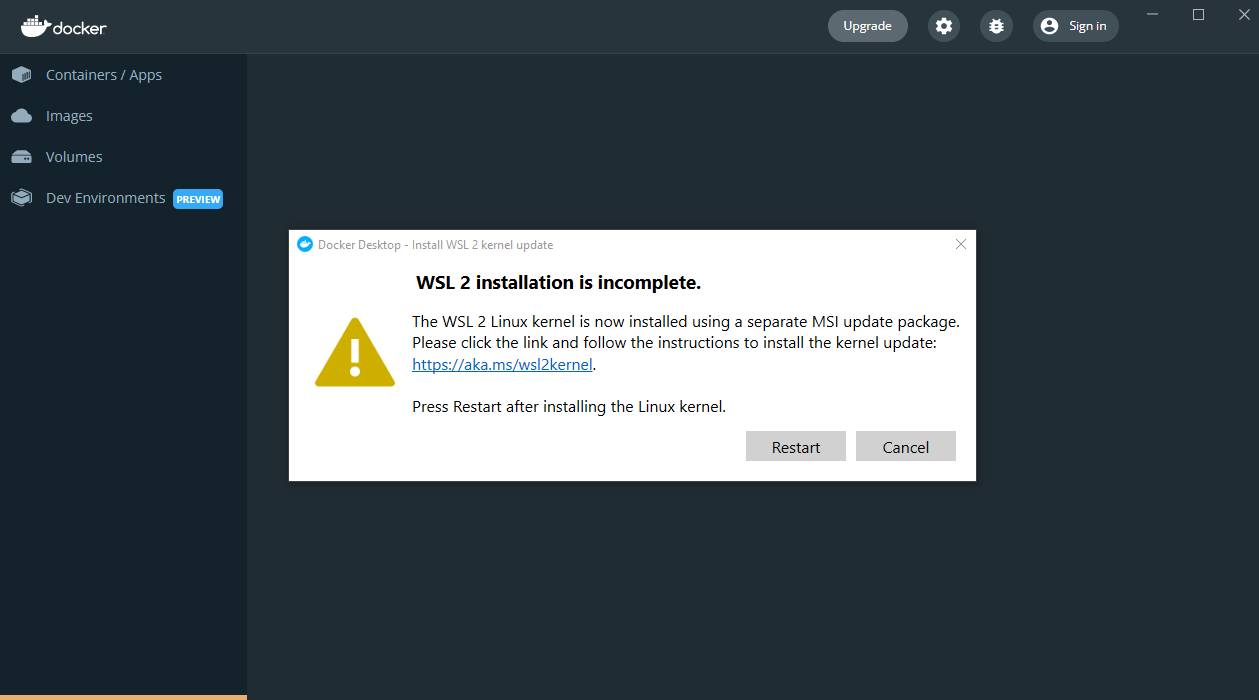 docker
Upgrade
Sign in
Containers / Apps
Images
Volumes
Dev Environments PREVIEW
Docker Desktop - Install WSL 2 kernel update
WSL 2 installation is incomplete.
The WSL 2 Linux kernel is now installed using a separate MSI update package.
Please click the link and follow the instructions to install the kernel update:
https://aka.ms/wsl2kernel.
Press Restart after installing the Linux kernel.
Restart
Cancel